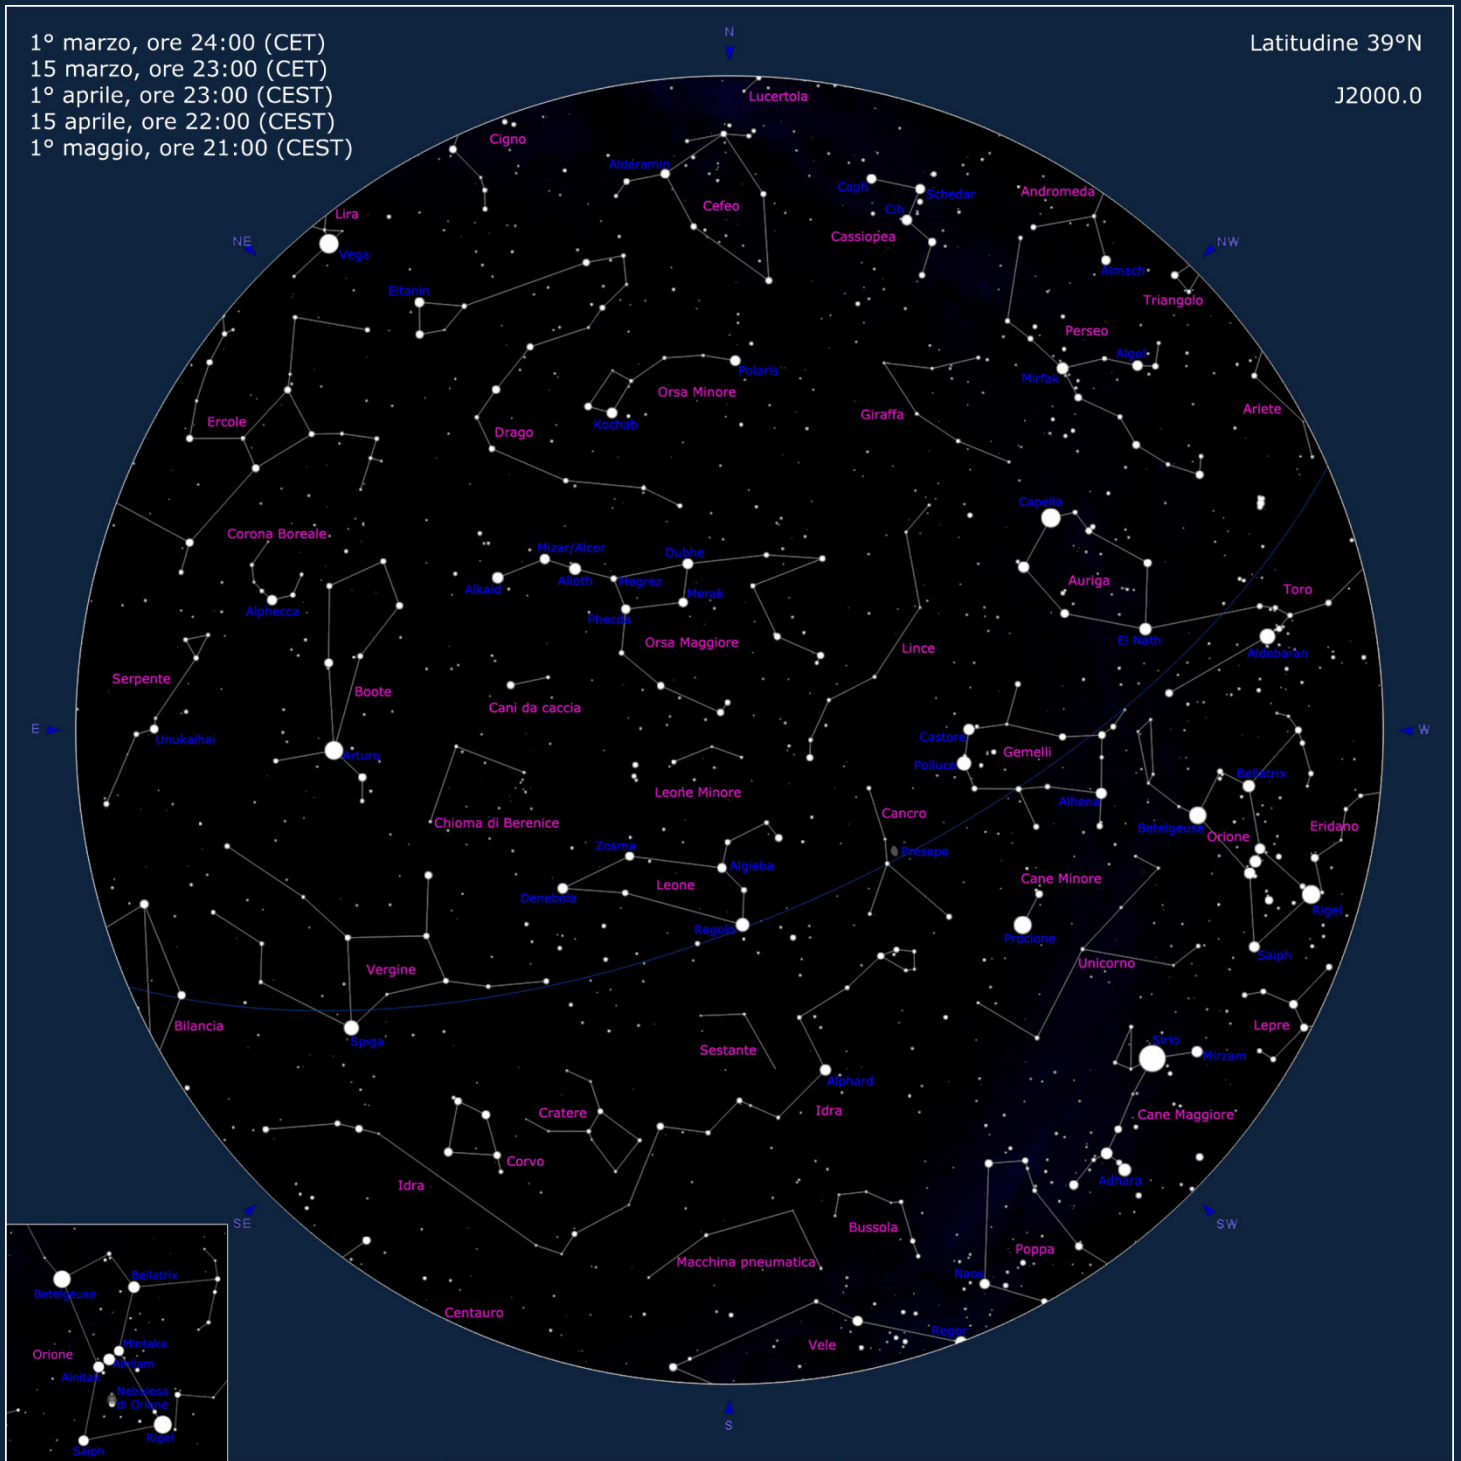 1° marzo, ore 24:00 (CET)
15 marzo, ore 23:00 (CET)
1° aprile, ore 23:00 (CEST)
15 aprile, ore 22:00 (CEST)
1° maggio, ore 21:00 (CEST)
Latitudine 39°N
J2000.0
N
Lucertola
Cigno
Aldéramin
Caph
Schedar
Andromeda
Cefeo
Cih
Cassiopea
Lira
NE
NW
Vega
Almach
Eltanin
Triangolo
Perseo
Algol
Polaris
Mirfak
Orsa Minore
Ariete
Giraffa
Ercole
Kochab
Drago
Capella
Corona Boreale
Mizar/Alcor
Dubhe
Alioth
Megrez
Auriga
Alkaid
Toro
Merak
Alphecca
Phecda
Orsa Maggiore
El Nath
Lince
Aldebaran
Serpente
Boote
Cani da caccia
E
W
Unukalhai
Castore
Arturo
Gemelli
Polluce
Bellatrix
Leone Minore
Alhena
Cancro
Chioma di Berenice
Betelgeuse
Eridano
Orione
Zosma
Presepe
Algieba
Cane Minore
Leone
Denebola
Rigel
Regolo
Procione
Saiph
Vergine
Unicorno
Bilancia
Lepre
Spiga
Sestante
Sirio
Mirzam
Alphard
Cratere
Idra
Cane Maggiore
Corvo
Adhara
Idra
SE
SW
Bussola
Poppa
Macchina pneumatica
Naos
Centauro
Regor
Vele
S
Bellatrix
Betelgeuse
Mintaka
Orione
Alnilam
Alnitak
Nebulosa
di Orione
Rigel
Saiph